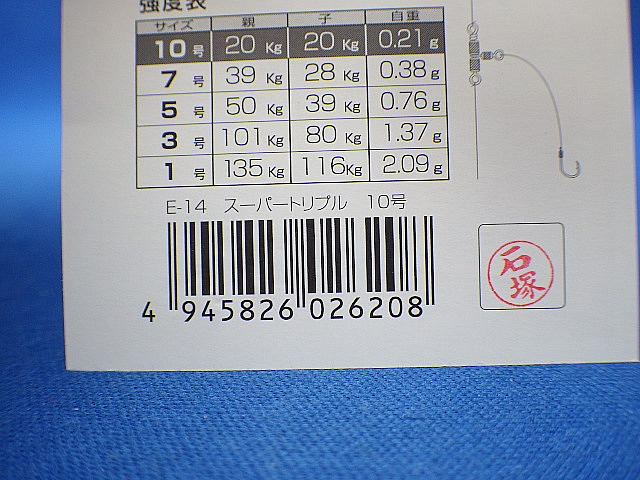 強度表
サイズ 親 子 自重
10号 20Kg 20Kg 0.21g
7号 39Kg 28Kg 0.38g
5号 50Kg 39Kg 0.76g
3号 101Kg 80Kg 1.37g
1号 135Kg 116Kg 2.09g
E-14 スーパートリプル 10号
4 945826 026208
石塚